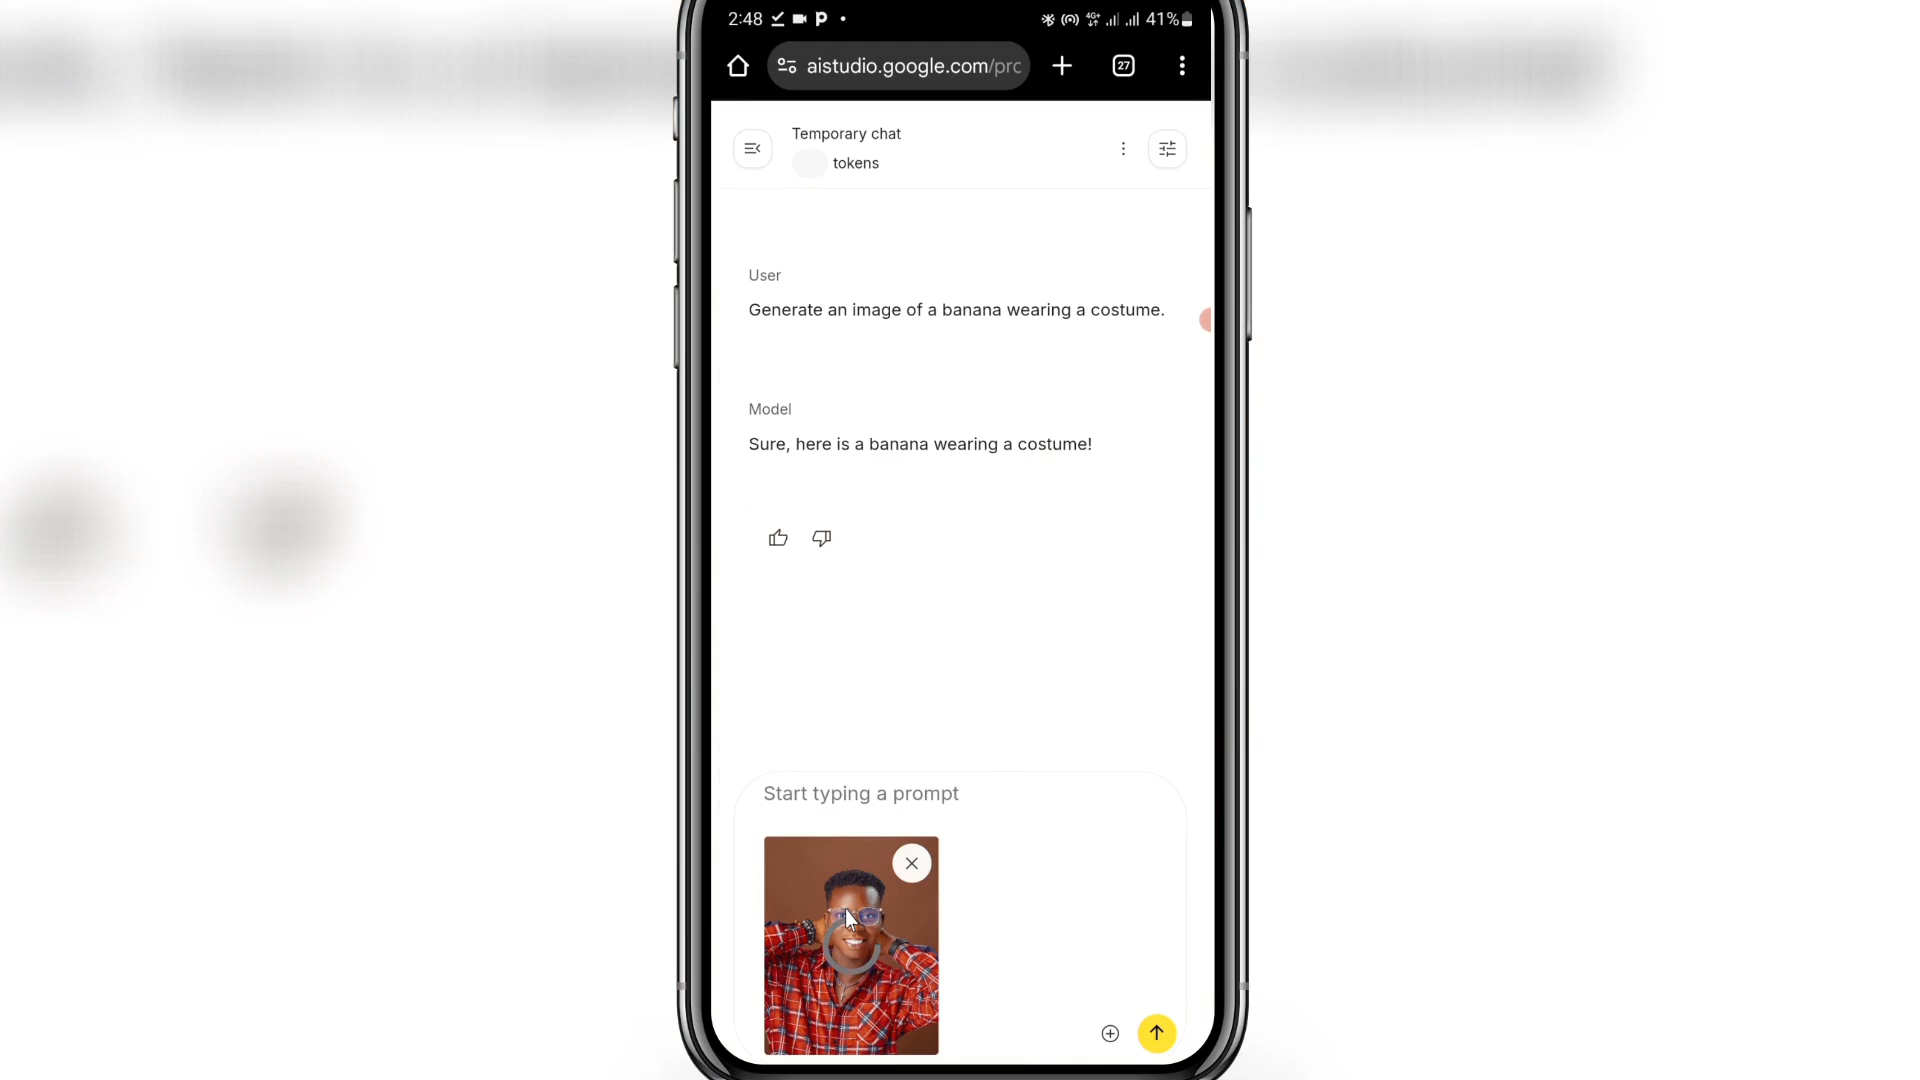 2:48
41%
aistudio.google.com/prc
27
Temporary chat
tokens
User
Generate an image of a banana wearing a costume.
Model
Sure, here is a banana wearing a costume!
Start typing a prompt